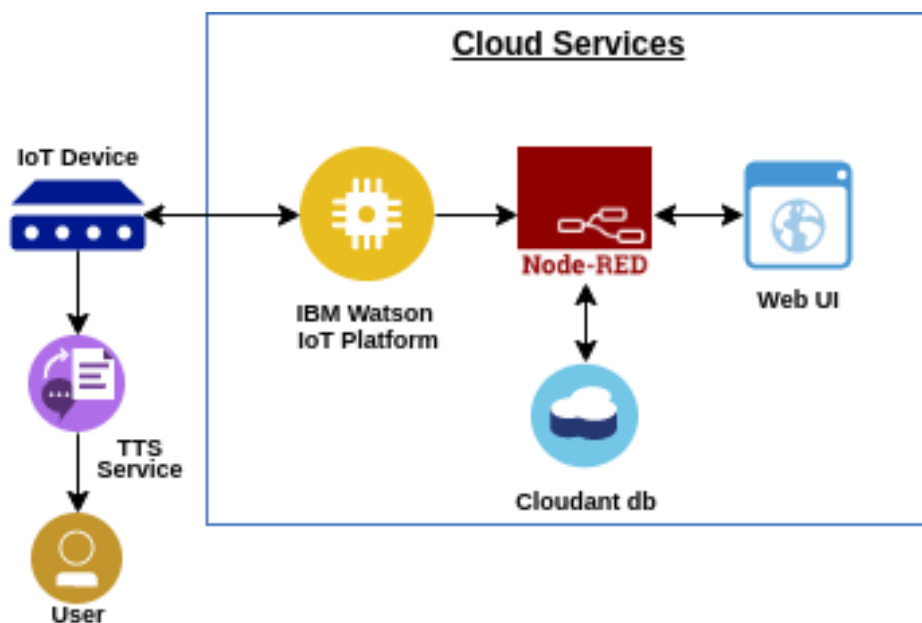 Cloud Services
IoT Device
Node-RED
IBM Watson
IoT Platform
Web UI
TTS
Service
Cloudant db
User